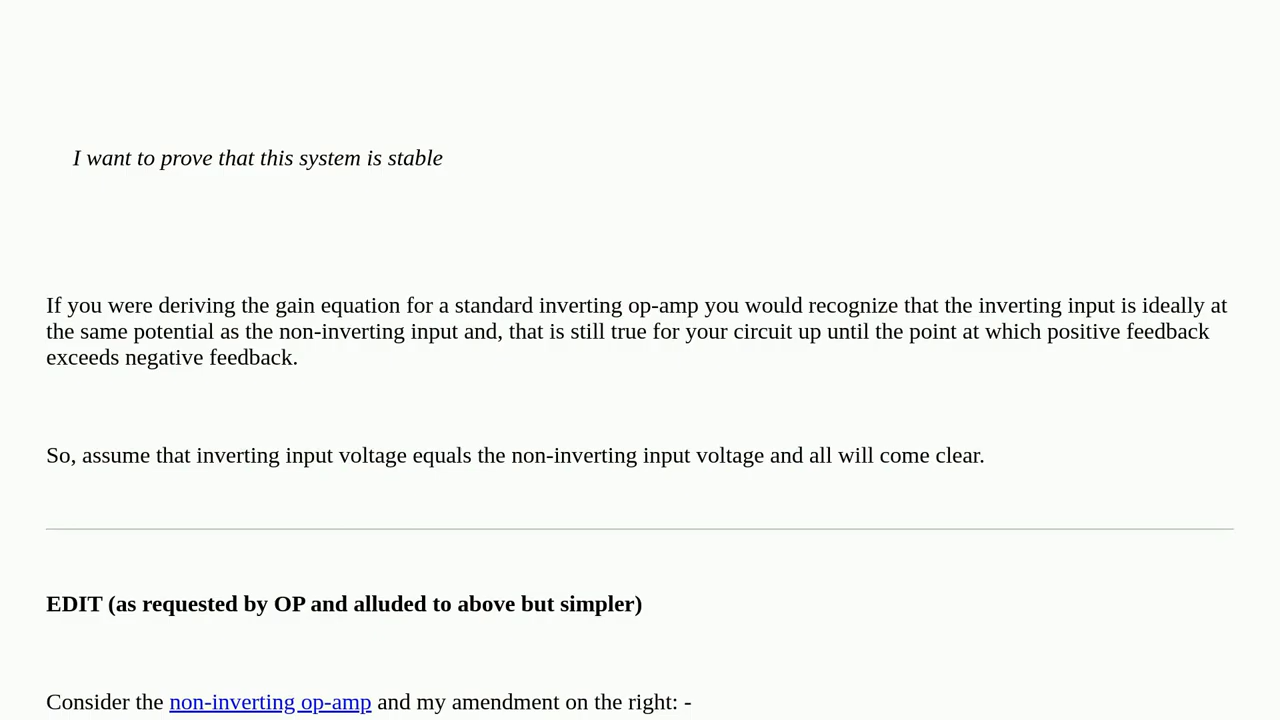 I want to prove that this system is stable
If you were deriving the gain equation for a standard inverting op-amp you would recognize that the inverting input is ideally at
the same potential as the non-inverting input and, that is still true for your circuit up until the point at which positive feedback
exceeds negative feedback.
So, assume that inverting input voltage equals the non-inverting input voltage and all will come clear.
EDIT (as requested by OP and alluded to above but simpler)
Consider the non-inverting op-amp and my amendment on the right: -